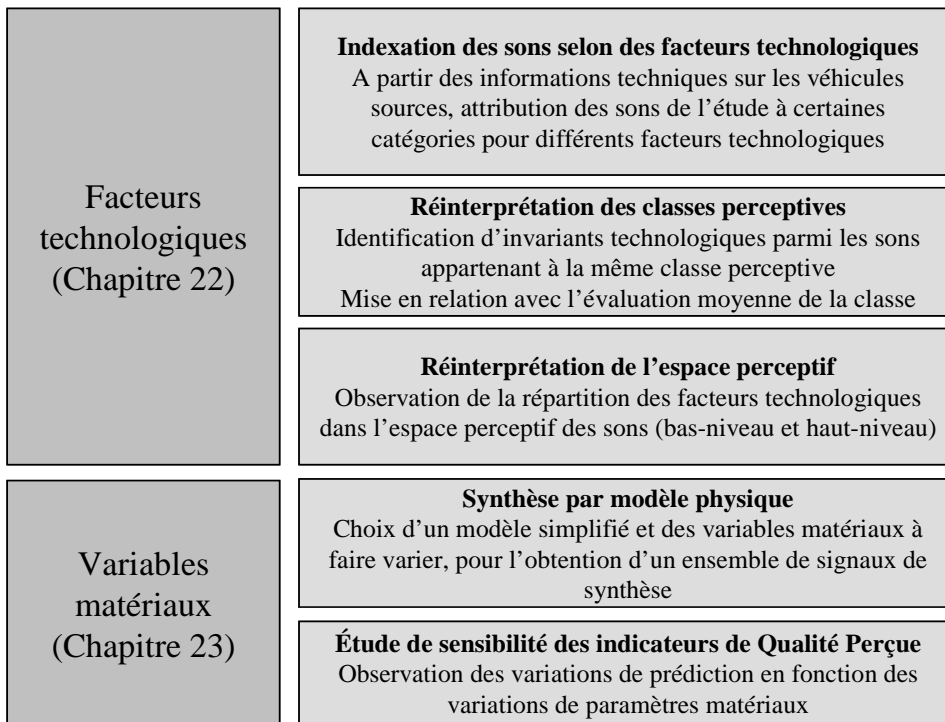 Facteurs
technologiques
(Chapitre 22)
Indexation des sons selon des facteurs technologiques
A partir des informations techniques sur les véhicules
sources, attribution des sons de l’étude à certaines
catégories pour différents facteurs technologiques
Réinterprétation des classes perceptives
Identification d’invariants technologiques parmi les sons
appartenant à la même classe perceptive
Mise en relation avec l’évaluation moyenne de la classe
Réinterprétation de l’espace perceptif
Observation de la répartition des facteurs technologiques
dans l’espace perceptif des sons (bas-niveau et haut-niveau)
Variables
matériaux
(Chapitre 23)
Synthèse par modèle physique
Choix d’un modèle simplifié et des variables matériaux à
faire varier, pour l’obtention d’un ensemble de signaux de
synthèse
Étude de sensibilité des indicateurs de Qualité Perçue
Observation des variations de prédiction en fonction des
variations de paramètres matériaux